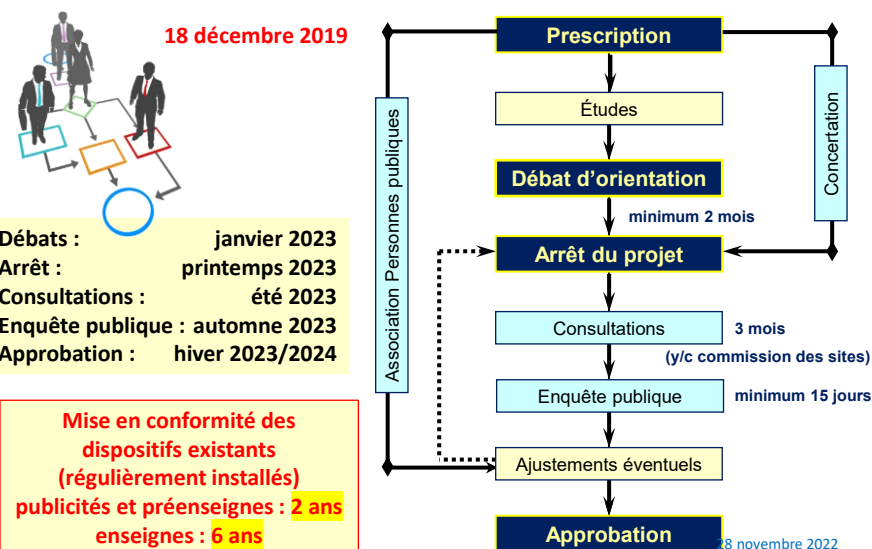 18 décembre 2019
Débats : janvier 2023
Arrêt : printemps 2023
Consultations : été 2023
Enquête publique : automne 2023
Approbation : hiver 2023/2024
Mise en conformité des
dispositifs existants
(régulièrement installés)
publicités et préenseignes : 2 ans
enseignes : 6 ans
Association Personnes publiques
Prescription
Études
Débat d'orientation
minimum 2 mois
Arrêt du projet
Concertation
Consultations
3 mois
(y/c commission des sites)
Enquête publique
minimum 15 jours
Ajustements éventuels
Approbation
28 novembre 2022